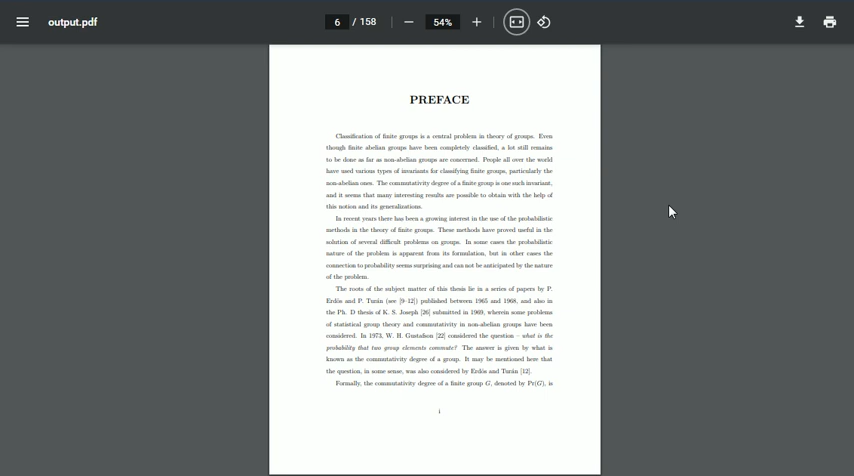 output.pdf
6 / 158
54%
PREFACE
Classification of finite groups is a central problem in theory of groups. Even
though finite abelian groups have been completely classified, a lot still remains
to be done as far as non-abelian groups are concerned. People all over the world
have used various types of invariants for classifying finite groups, particularly the
non-abelian ones. The commutativity degree of a finite group is one such invariant,
and it seems that many interesting results are possible to obtain with the help of
this notion and its generalizations.
In recent years there has been a growing interest in the use of the probabilistic
methods in the theory of finite groups. These methods have proved useful in the
solution of several difficult problems on groups. In some cases the probabilistic
nature of the problem is apparent from its formulation, but in other cases the
connection to probability seems surprising and can not be anticipated by the nature
of the problem.
The roots of the subject matter of this thesis lie in a series of papers by P.
Erdös and P. Turán (see [9–12]) published between 1965 and 1968, and also in
the Ph. D thesis of K. S. Joseph [26] submitted in 1969, wherein some problems
of statistical group theory and commutativity in non-abelian groups have been
considered. In 1973, W. H. Gustafson [22] considered the question – what is the
probability that two group elements commute? The answer is given by what is
known as the commutativity degree of a group. It may be mentioned here that
the question, in some sense, was also considered by Erdös and Turán [12].
Formally, the commutativity degree of a finite group G, denoted by Pr(G), is
i